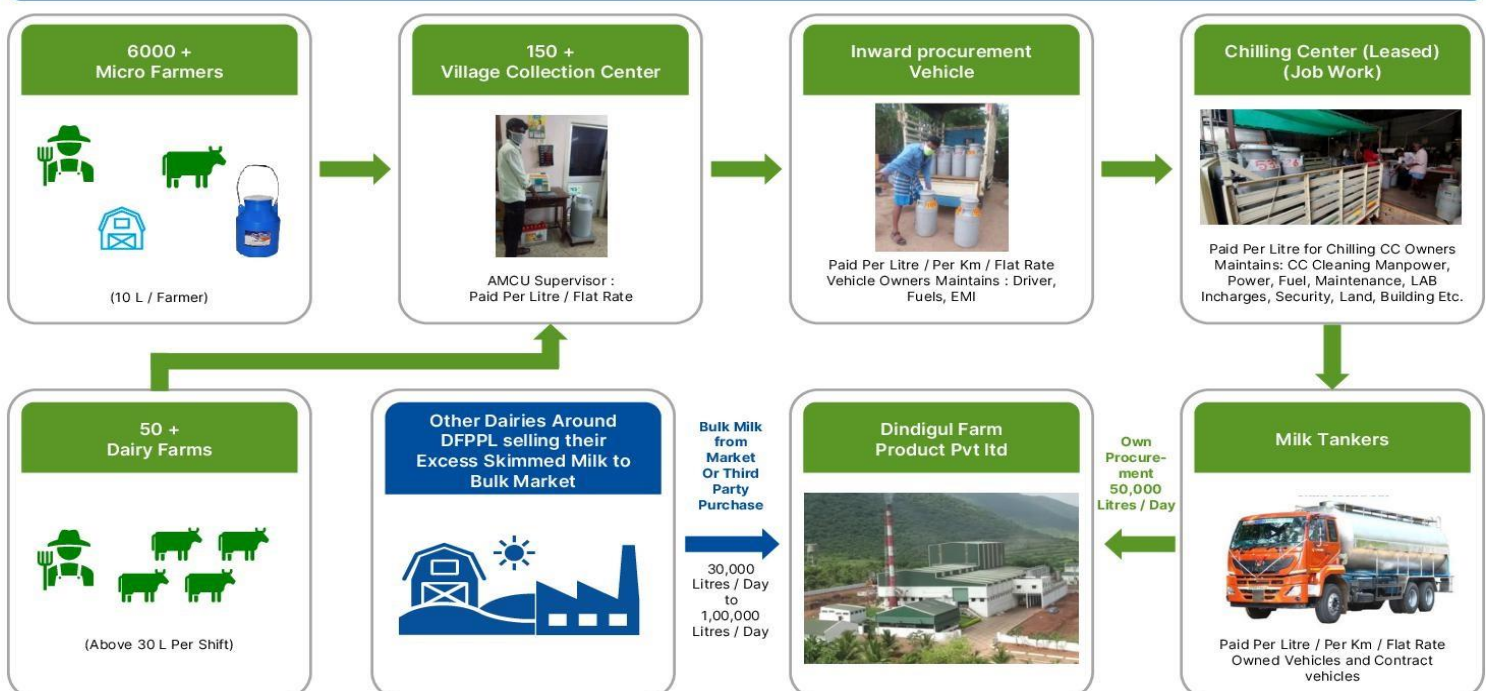 6000 +
Micro Farmers
(10 L / Farmer)
150 +
Village Collection Center
AMCU Supervisor :
Paid Per Litre / Flat Rate
Inward procurement
Vehicle
Paid Per Litre / Per Km / Flat Rate
Vehicle Owners Maintains : Driver,
Fuels, EMI
Chilling Center (Leased)
(Job Work)
Paid Per Litre for Chilling CC Owners
Maintains: CC Cleaning Manpower,
Power, Fuel, Maintenance, LAB
Incharges, Security, Land, Building Etc.
50 +
Dairy Farms
(Above 30 L Per Shift)
Other Dairies Around
DFPPL selling their
Excess Skimmed Milk to
Bulk Market
Bulk Milk
from
Market
Or Third
Party
Purchase
30,000
Litres / Day
to
1,00,000
Litres / Day
Dindigul Farm
Product Pvt ltd
Own
Procure-
ment
50,000
Litres / Day
Milk Tankers
Paid Per Litre / Per Km / Flat Rate
Owned Vehicles and Contract
vehicles